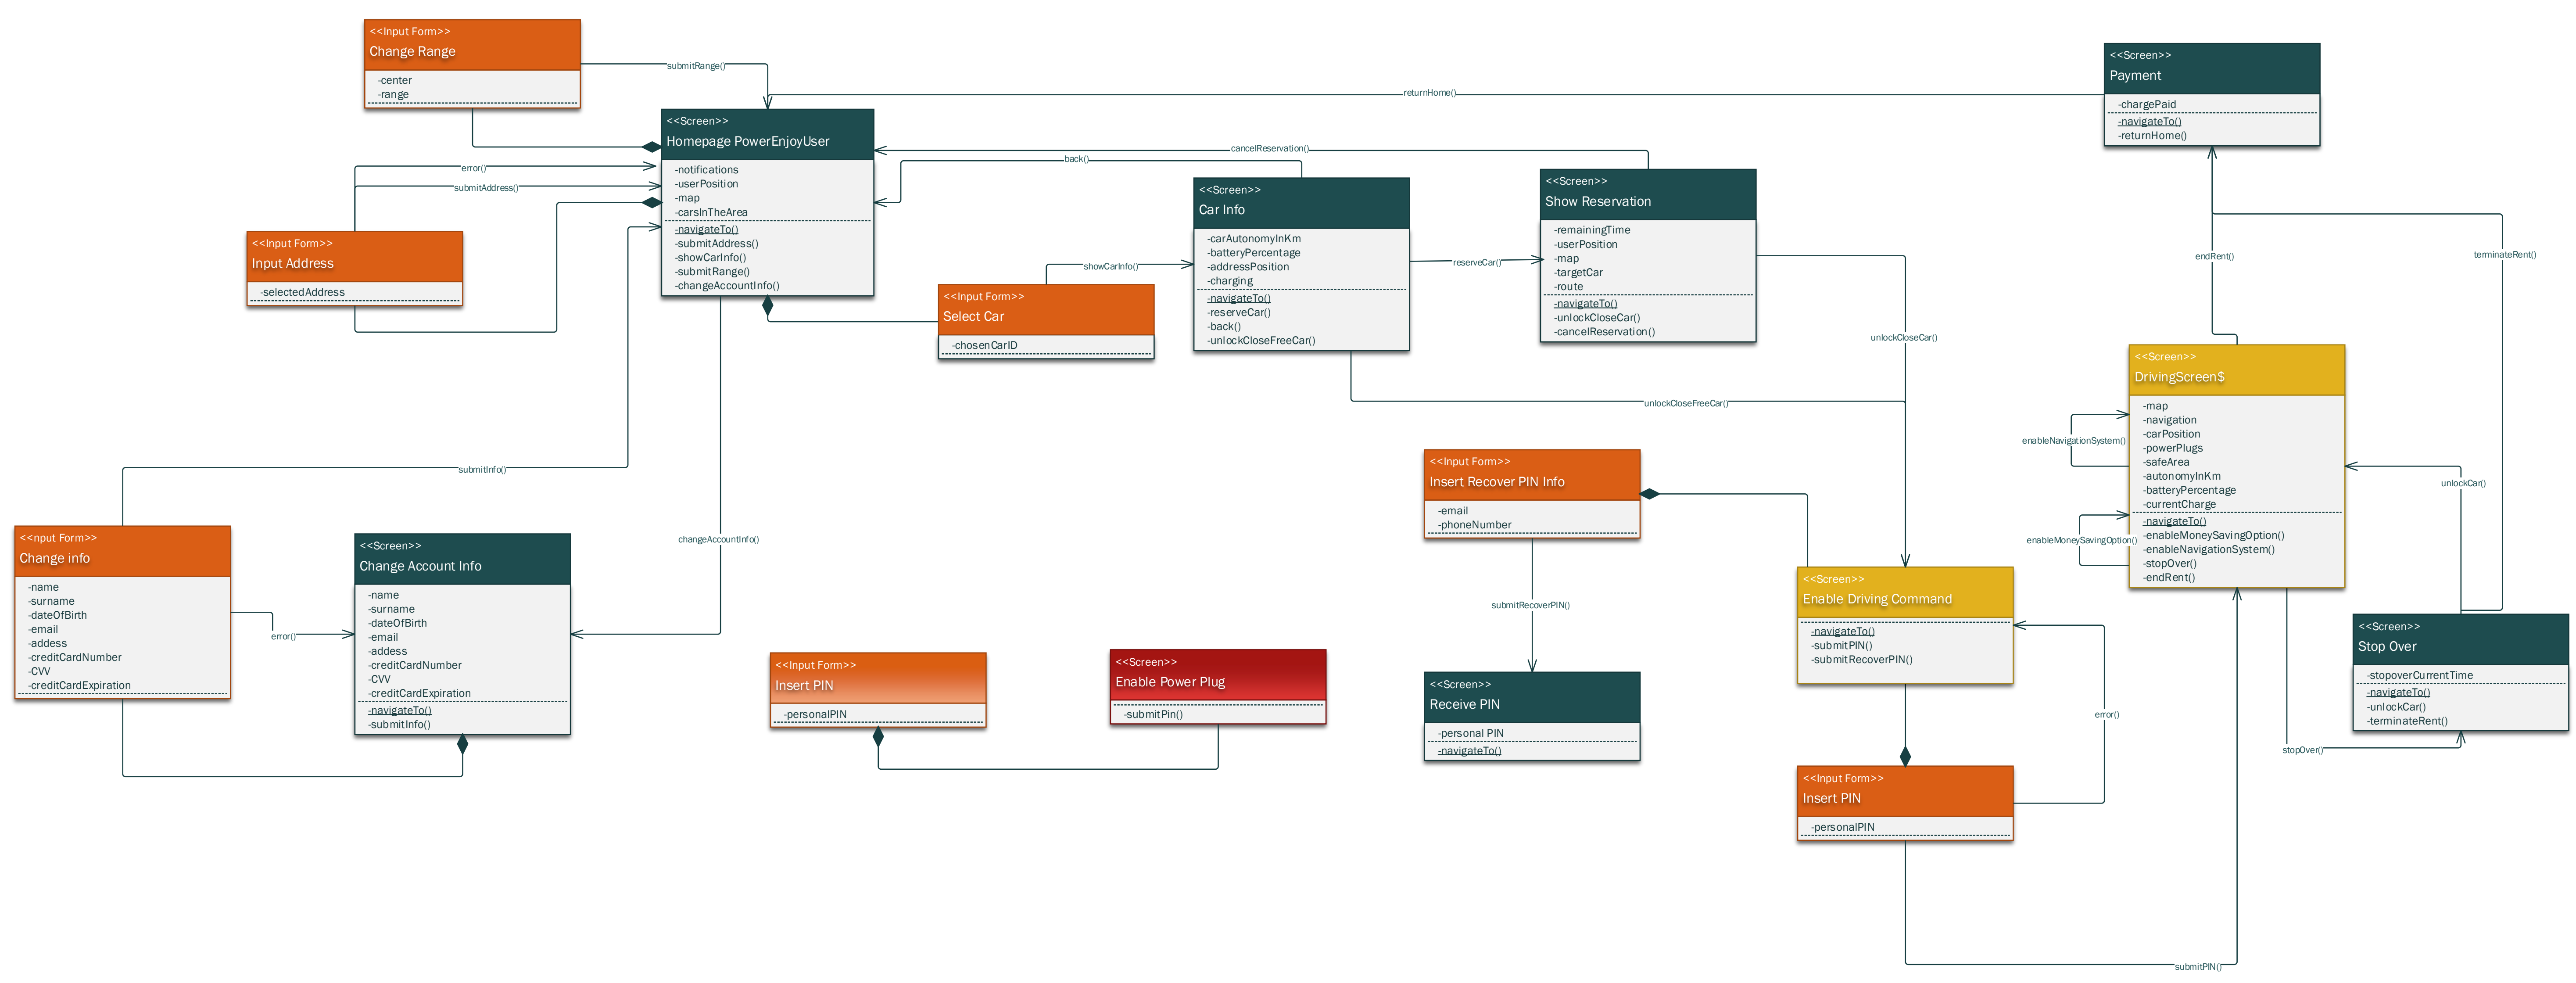 <<Input Form>>
Change Range
-center
-range
submitRange()
returnHome()
<<Screen>>
Payment
-chargePaid
-navigateTo()
-returnHome()
<<Screen>>
Homepage PowerEnjoyUser
-notifications
-userPosition
-map
-carsInTheArea
-navigateTo()
-submitAddress()
-showCarInfo()
-submitRange()
-changeAccountInfo()
error()
submitAddress()
cancelReservation()
back()
<<Input Form>>
Input Address
-selectedAddress
<<Input Form>>
Select Car
-chosenCarID
showCarInfo()
<<Screen>>
Car Info
-carAutonomyInKm
-batteryPercentage
-addressPosition
-charging
-navigateTo()
-reserveCar()
-back()
-unlockCloseFreeCar()
reserveCar()
<<Screen>>
Show Reservation
-remainingTime
-userPosition
-map
-targetCar
-route
-navigateTo()
-unlockCloseCar()
-cancelReservation()
unlockCloseCar()
unlockCloseFreeCar()
endRent()
terminateRent()
<<Screen>>
DrivingScreen$
-map
-navigation
-carPosition
-powerPlugs
-safeArea
-autonomyInKm
-batteryPercentage
-currentCharge
-navigateTo()
-enableMoneySavingOption()
-enableNavigationSystem()
-stopOver()
-endRent()
enableNavigationSystem()
enableMoneySavingOption()
unlockCar()
submitInfo()
changeAccountInfo()
<<nput Form>>
Change info
-name
-surname
-dateOfBirth
-email
-addess
-creditCardNumber
-CVV
-creditCardExpiration
error()
<<Screen>>
Change Account Info
-name
-surname
-dateOfBirth
-email
-addess
-creditCardNumber
-CVV
-creditCardExpiration
-navigateTo()
-submitInfo()
<<Input Form>>
Insert PIN
-personalPIN
<<Screen>>
Enable Power Plug
-submitPin()
<<Input Form>>
Insert Recover PIN Info
-email
-phoneNumber
submitRecoverPIN()
<<Screen>>
Receive PIN
-personal PIN
-navigateTo()
<<Screen>>
Enable Driving Command
-navigateTo()
-submitPIN()
-submitRecoverPIN()
error()
<<Input Form>>
Insert PIN
-personalPIN
<<Screen>>
Stop Over
-stopoverCurrentTime
-navigateTo()
-unlockCar()
-terminateRent()
stopOver()
submitPIN()